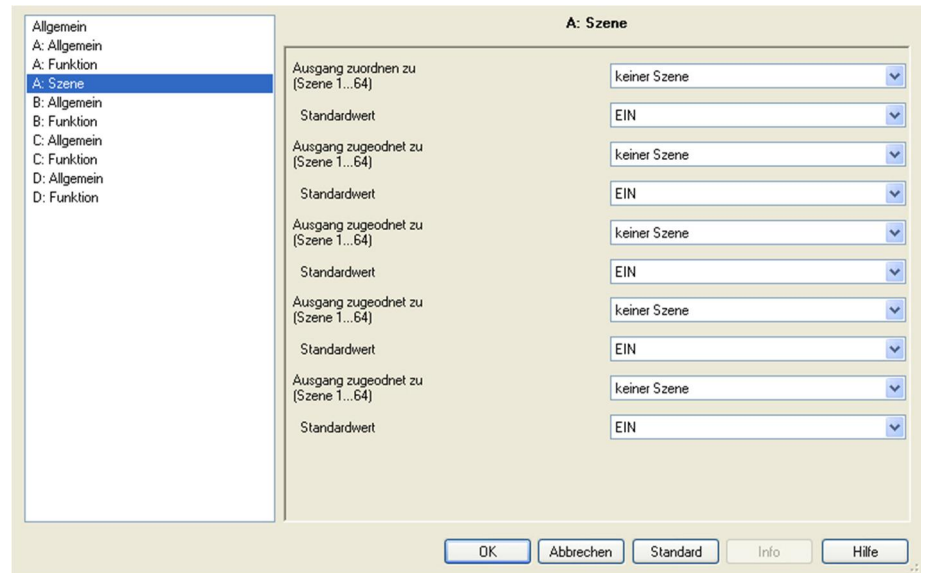 Allgemein
A: Allgemein
A: Funktion
A: Szene
B: Allgemein
B: Funktion
C: Allgemein
C: Funktion
D: Allgemein
D: Funktion
A: Szene
Ausgang zuordnen zu
(Szene 1...64)
keiner Szene
Standardwert
EIN
Ausgang zugeodnet zu
(Szene 1...64)
keiner Szene
Standardwert
EIN
Ausgang zugeodnet zu
(Szene 1...64)
keiner Szene
Standardwert
EIN
Ausgang zugeodnet zu
(Szene 1...64)
keiner Szene
Standardwert
EIN
Ausgang zugeodnet zu
(Szene 1...64)
keiner Szene
Standardwert
EIN
OK
Abbrechen
Standard
Info
Hilfe